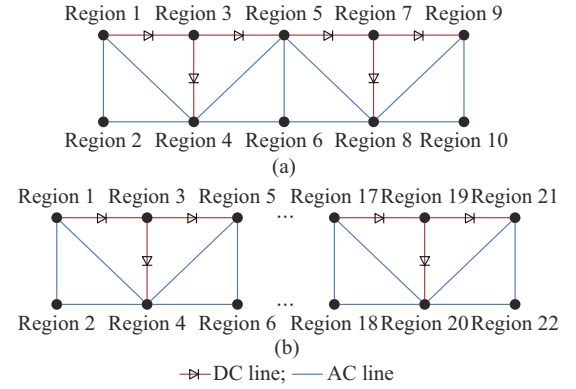 Region 1 Region 3 Region 5 Region 7 Region 9
Region 2 Region 4 Region 6 Region 8 Region 10
(a)
Region 1 Region 3 Region 5 ... Region 17 Region 19 Region 21
Region 2 Region 4 Region 6 ... Region 18 Region 20 Region 22
(b)
DC line; AC line